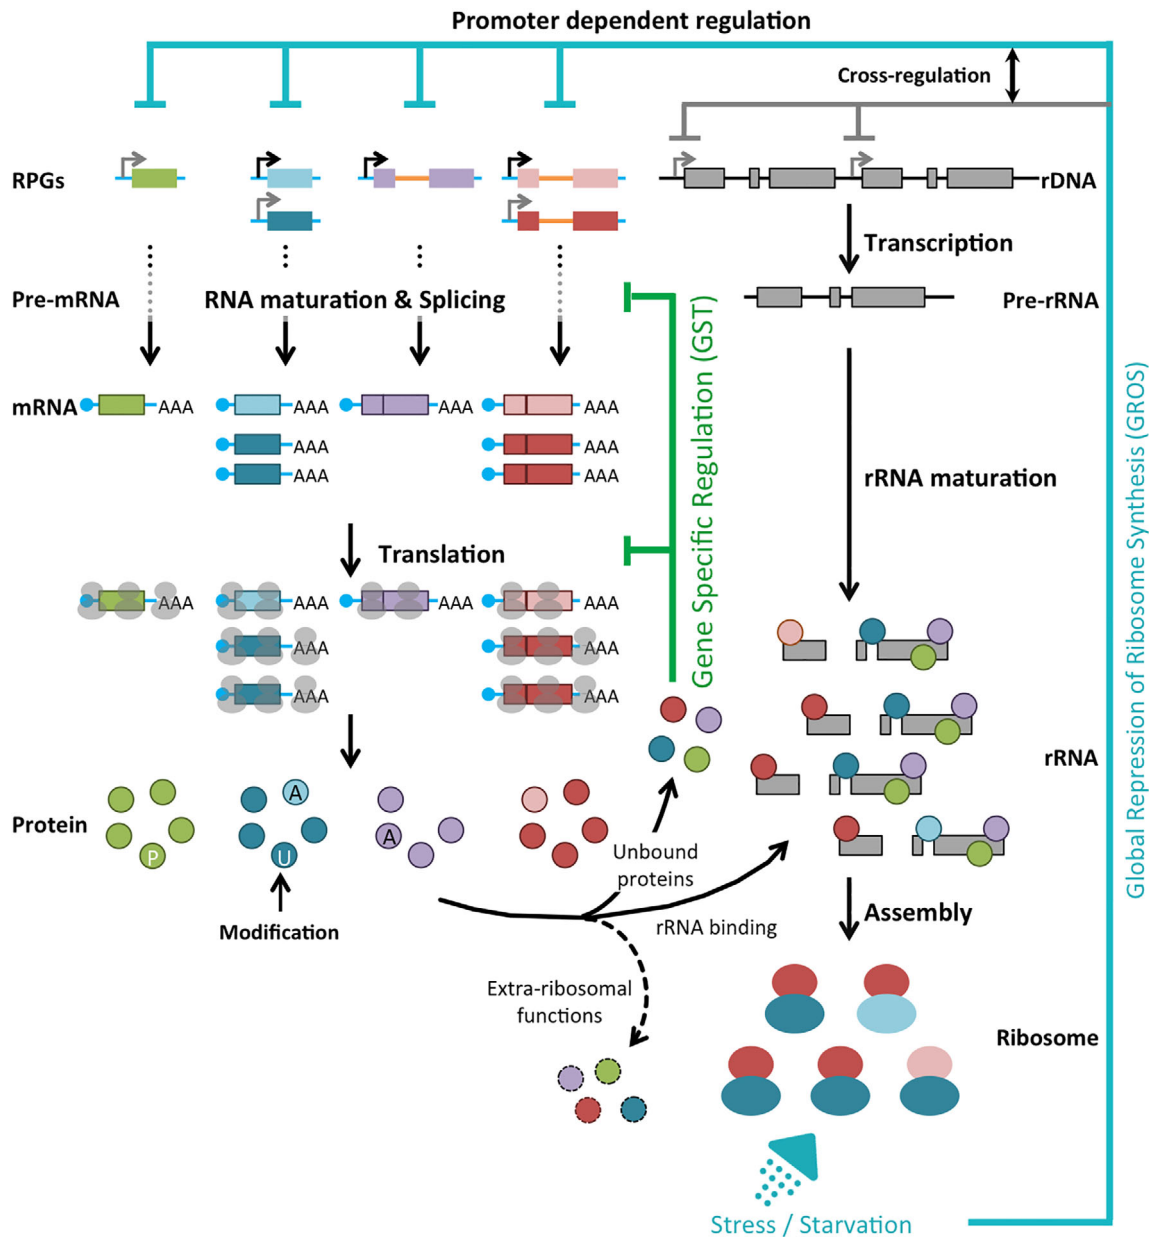 Promoter dependent regulation
Cross-regulation
RPGs
rDNA
Transcription
Pre-mRNA
RNA maturation & Splicing
Pre-rRNA
mRNA
AAA
AAA
AAA
AAA
AAA
AAA
AAA
AAA
rRNA maturation
Gene Specific Regulation (GST)
Global Repression of Ribosome Synthesis (GROS)
Translation
AAA
AAA
AAA
AAA
AAA
AAA
AAA
AAA
rRNA
Protein
A
A
P
U
Unbound
proteins
Modification
rRNA binding
Assembly
Extra-ribosomal
functions
Ribosome
Stress / Starvation